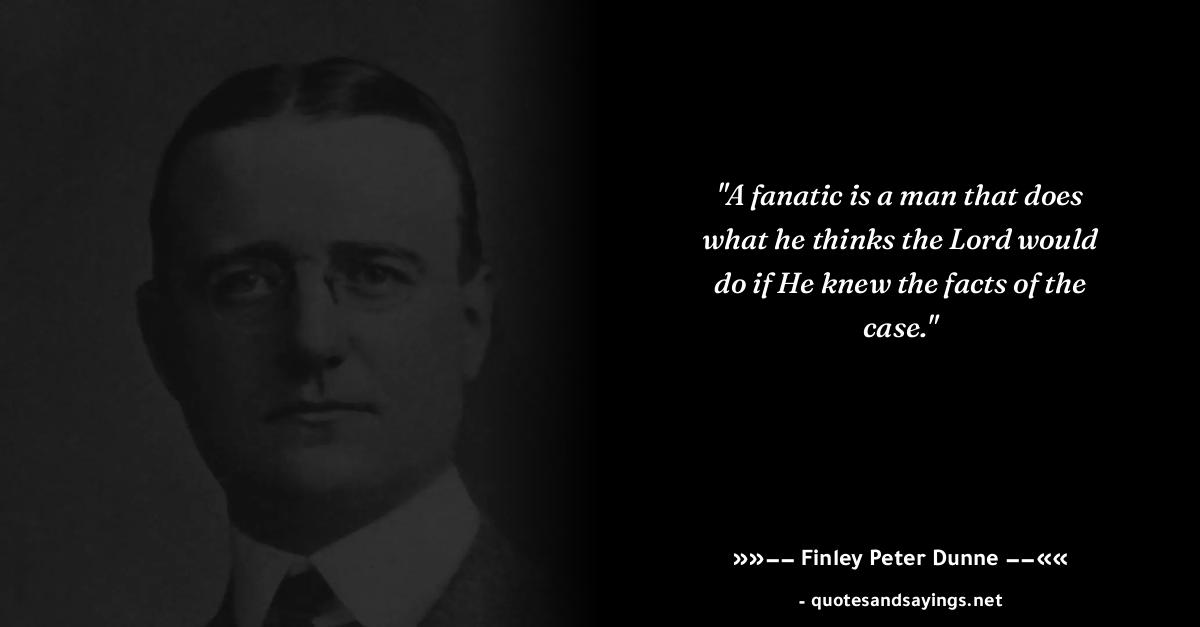 "A fanatic is a man that does
what he thinks the Lord would
do if He knew the facts of the
case."
»»−− Finley Peter Dunne −−««
- quotesandsayings.net